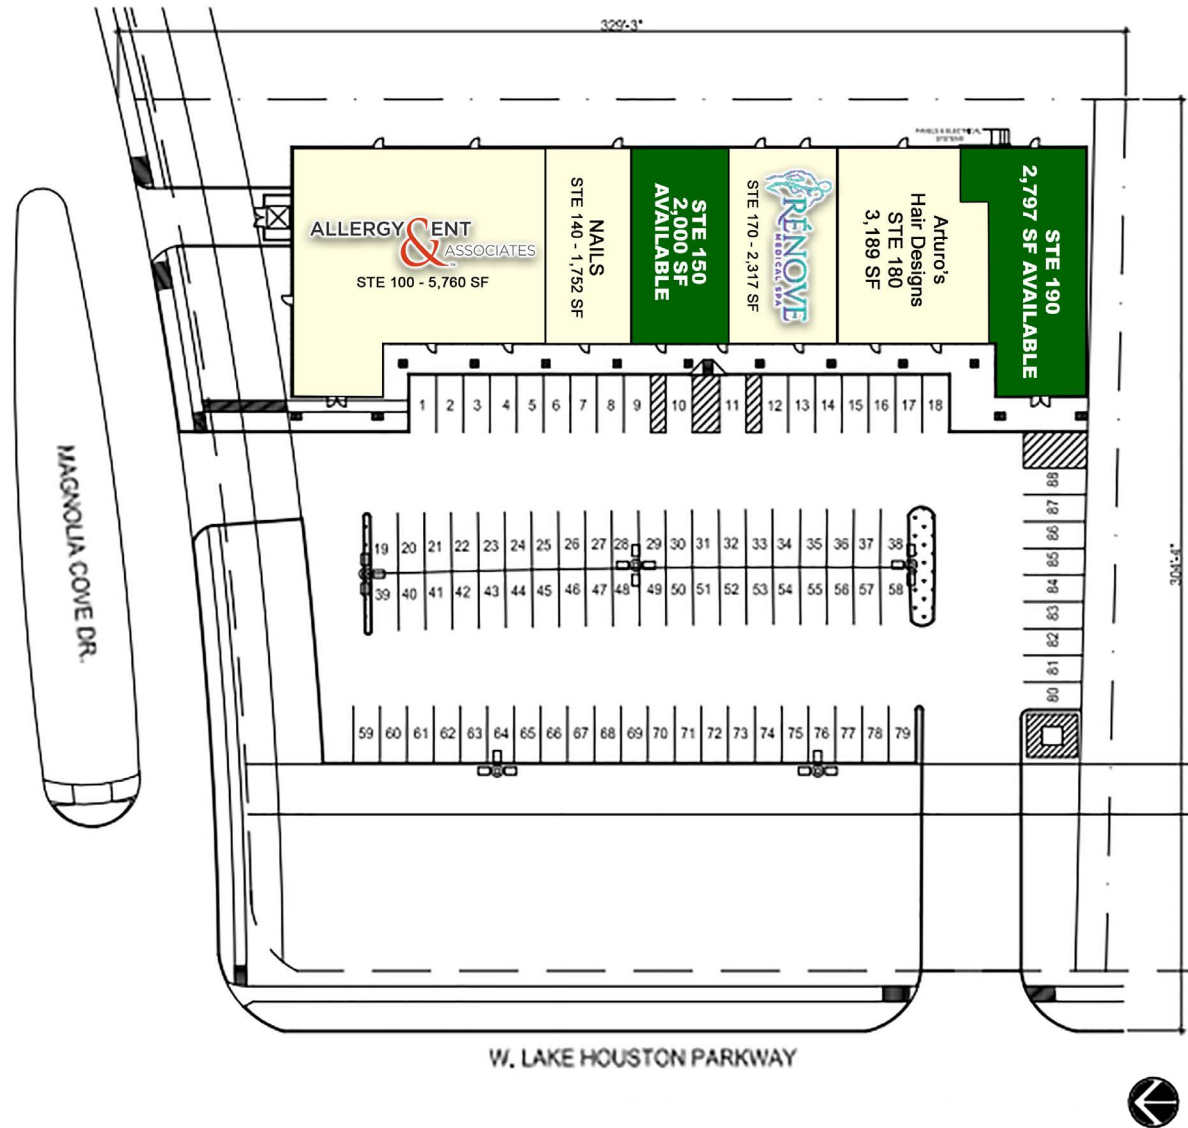 329'-3"
PANELS & ELECTRICAL
SYSTEMS
ALLERGY & ENT
ASSOCIATES
STE 100 - 5,760 SF
NAILS
STE 140 - 1,752 SF
STE 150
2,000 SF
AVAILABLE
RÉNOVE
MEDICAL SPA
STE 170 - 2,317 SF
Arturo's
Hair Designs
STE 180
3,189 SF
STE 190
2,797 SF AVAILABLE
1 2 3 4 5 6 7 8 9 10 11 12 13 14 15 16 17 18
88
87
86
85
84
83
82
81
80
19 20 21 22 23 24 25 26 27 28 29 30 31 32 33 34 35 36 37 38
39 40 41 42 43 44 45 46 47 48 49 50 51 52 53 54 55 56 57 58
59 60 61 62 63 64 65 66 67 68 69 70 71 72 73 74 75 76 77 78 79
MAGNOLIA COVE DR.
W. LAKE HOUSTON PARKWAY